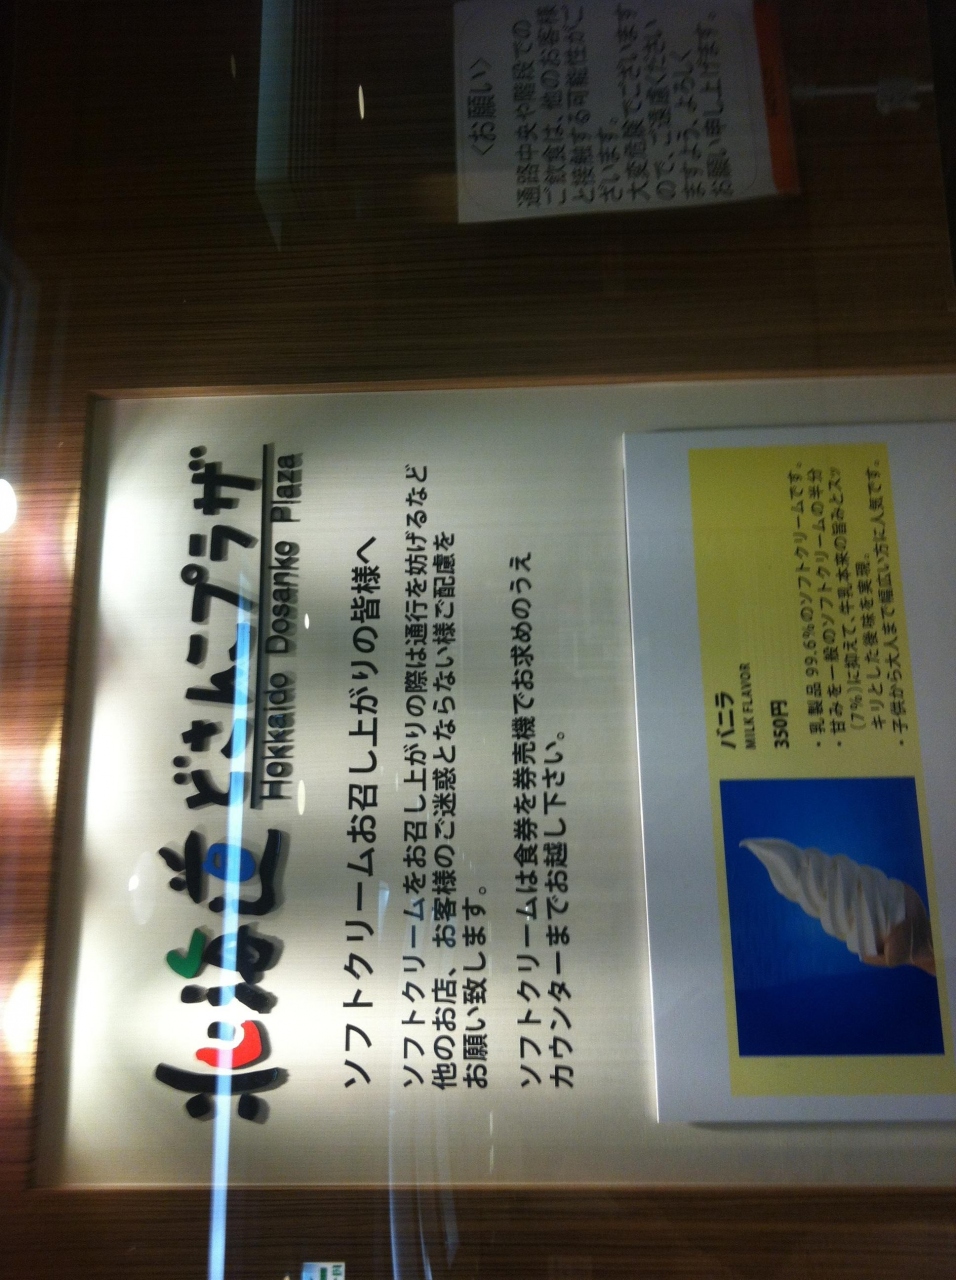 北海道 どさんこプラザ
Hokkaido Dosanko Plaza
ソフトクリームお召し上がりの皆様へ
ソフトクリームをお召し上がりの際は通行を妨げるなど
他のお店、お客様のご迷惑とならない様ご配慮を
お願い致します。
ソフトクリームは食券を券売機でお求めのうえ
カウンターまでお越し下さい。
バニラ
MILK FLAVOR
350円
・乳製品 99.6%のソフトクリームです。
・甘みを一般のソフトクリームの半分
(7%)に抑えて、牛乳本来の旨みとスッ
キリとした後味を実現。
・子供から大人まで幅広い方に人気です。
〈お願い〉
通路中央や階段での
ご飲食は、他のお客様
と接触する可能性がご
ざいます。
大変危険でございます
ので、ご遠慮ください
ますよう、よろしく
お願い申し上げます。